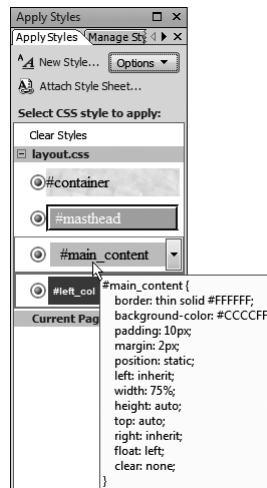 Apply Styles
Apply Styles Manage Sty
New Style... Options
Attach Style Sheet...
Select CSS style to apply:
Clear Styles
layout.css
#container
#masthead
#main_content
#left_col
Current Pag
#main_content {
border: thin solid #FFFFFF;
background-color: #CCCCFF
padding: 10px;
margin: 2px;
position: static;
left: inherit;
width: 75%;
height: auto;
top: auto;
right: inherit;
float: left;
clear: none;
}